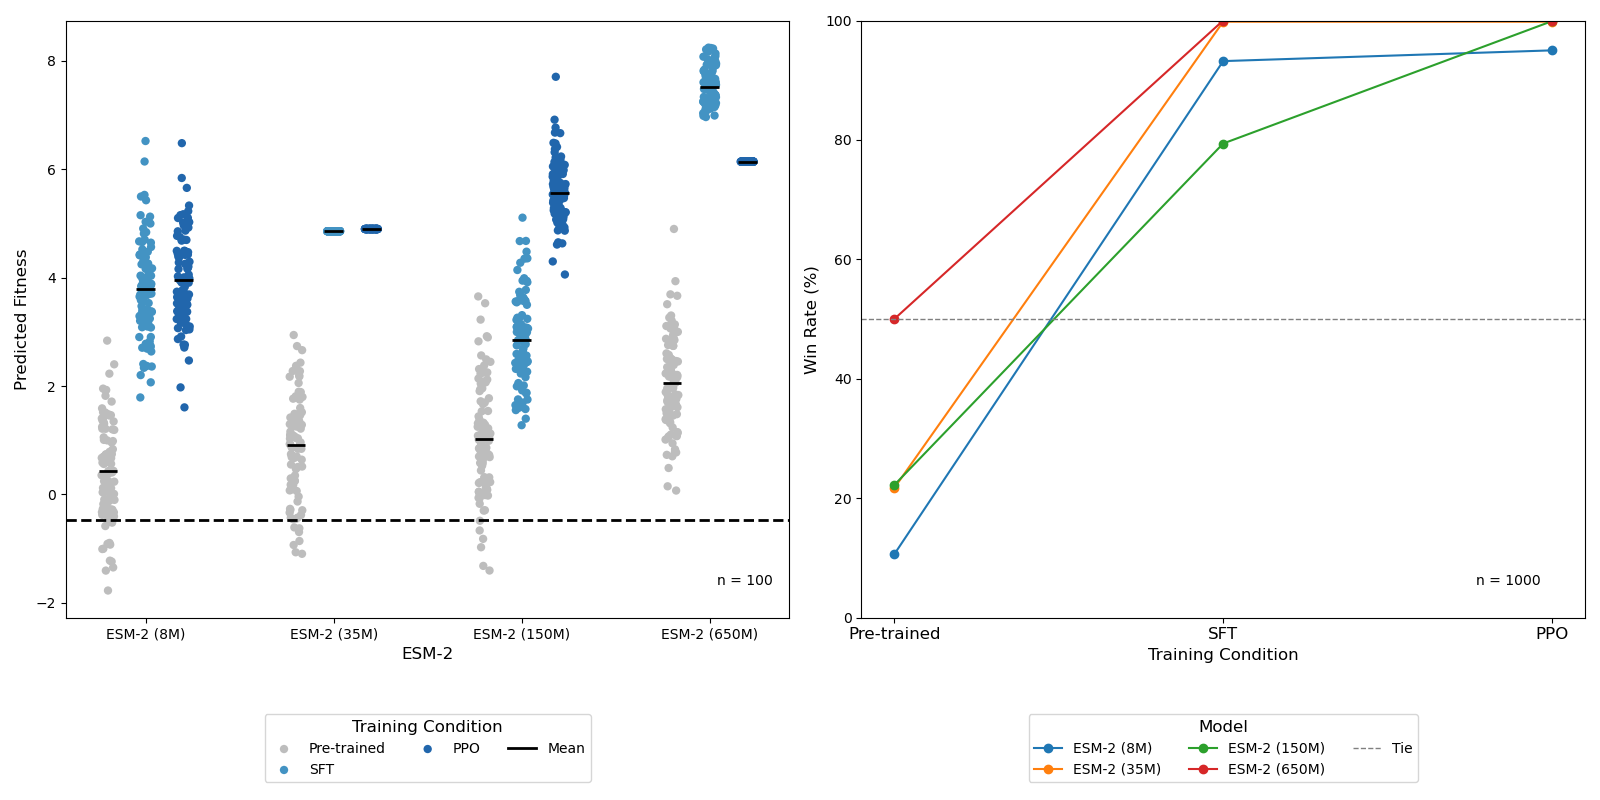 Predicted Fitness
8
6
4
2
0
−2
n = 100
ESM-2 (8M)
ESM-2 (35M)
ESM-2 (150M)
ESM-2 (650M)
ESM-2
Training Condition
Pre-trained
SFT
PPO
Mean
Win Rate (%)
100
80
60
40
20
0
n = 1000
Pre-trained
SFT
PPO
Training Condition
Model
ESM-2 (8M)
ESM-2 (35M)
ESM-2 (150M)
ESM-2 (650M)
Tie